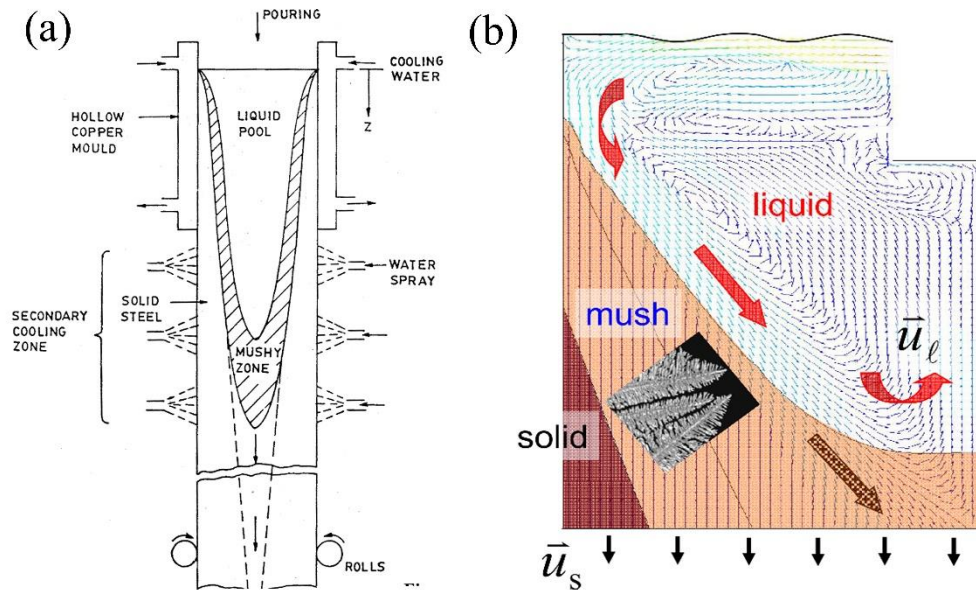 (a)
POURING
COOLING
WATER
Z
HOLLOW
COPPER
MOULD
LIQUID
POOL
WATER
SPRAY
SOLID
STEEL
SECONDARY
COOLING
ZONE
MUSHY
ZONE
ROLLS
(b)
liquid
mush
u ℓ
solid
u s